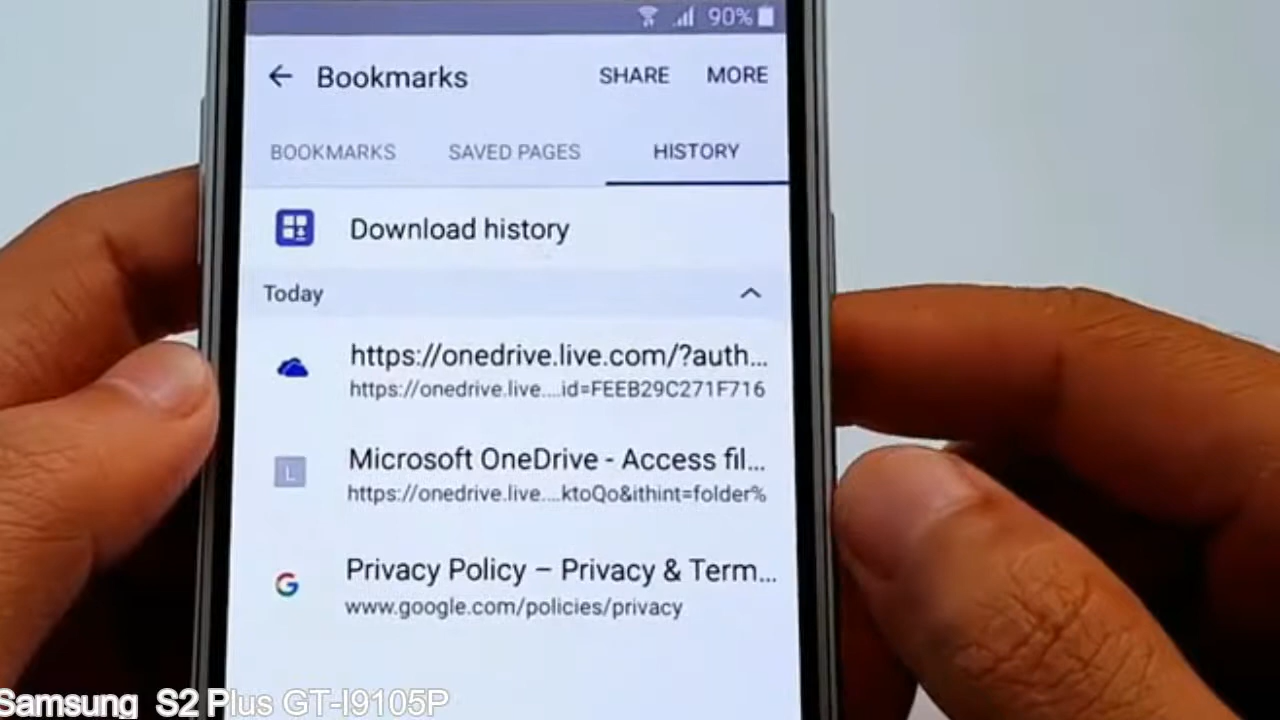 90%
Bookmarks SHARE MORE
BOOKMARKS SAVED PAGES HISTORY
Download history
Today
https://onedrive.live.com/?auth...
https://onedrive.live....id=FEEB29C271F716
L
Microsoft OneDrive - Access fil...
https://onedrive.live....ktoQo&ithint=folder%
Privacy Policy – Privacy & Term...
G
www.google.com/policies/privacy
Samsung S2 Plus GT-I9105P